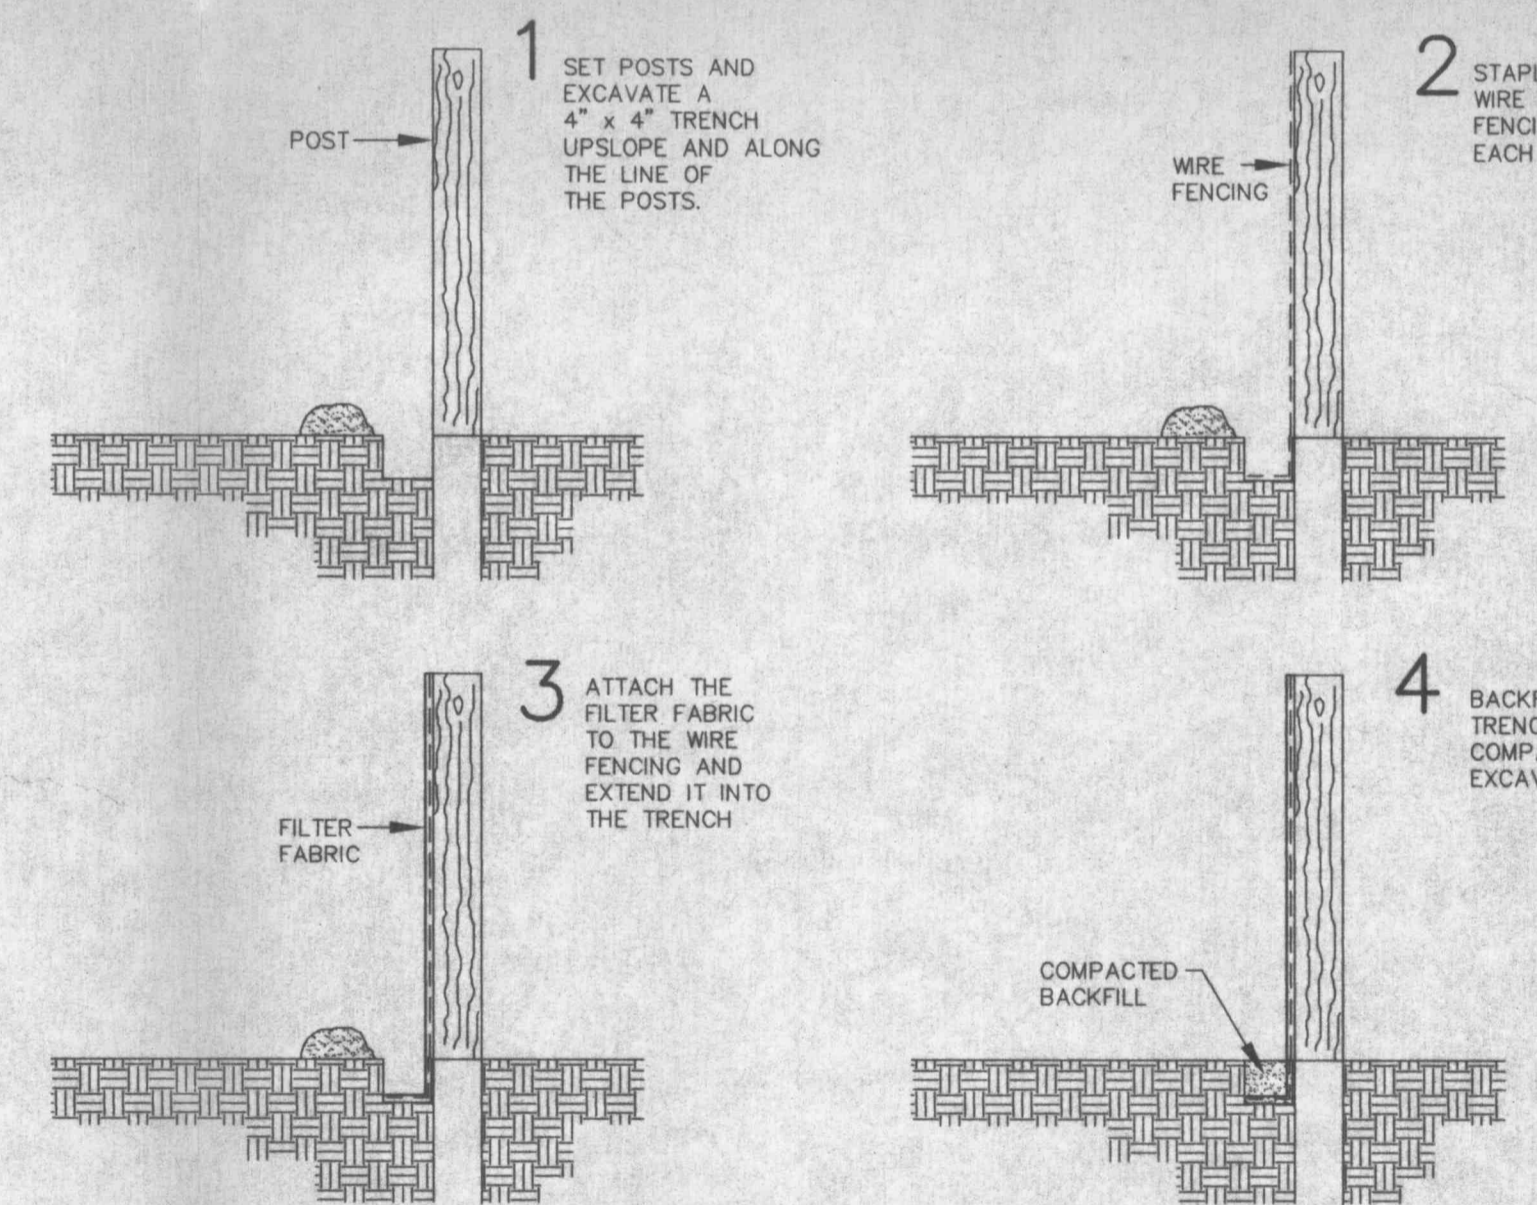 1
SET POSTS AND
EXCAVATE A
4" x 4" TRENCH
UPSLOPE AND ALONG
THE LINE OF
THE POSTS.
POST
2
WIRE
EACH
WIRE
FENCING
3
ATTACH THE
FILTER FABRIC
TO THE WIRE
FENCING AND
EXTEND IT INTO
THE TRENCH
FILTER
FABRIC
4
COMPACTED
BACKFILL